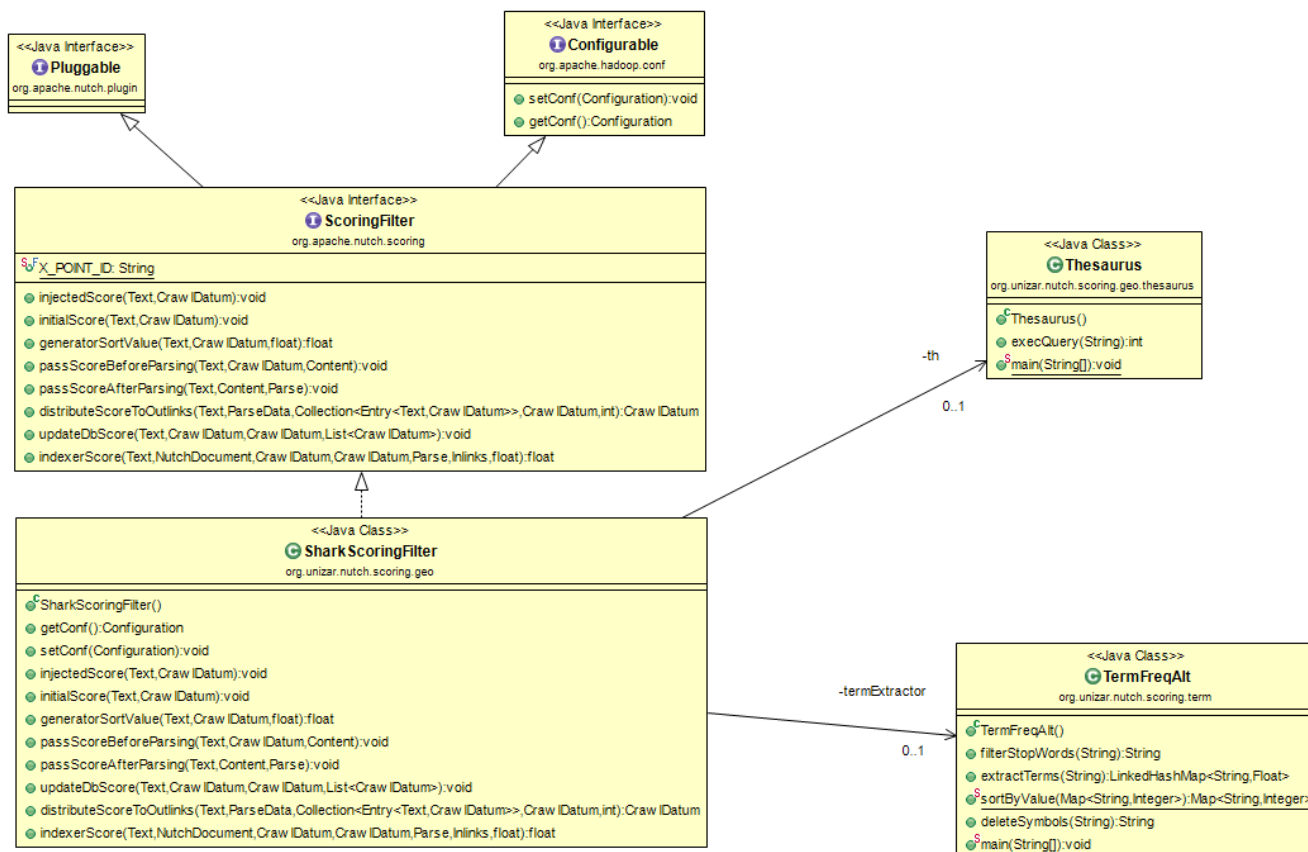 <<Java Interface>>
Pluggable
org.apache.nutch.plugin
<<Java Interface>>
Configurable
org.apache.hadoop.conf
setConf(Configuration):void
getConf():Configuration
<<Java Interface>>
ScoringFilter
org.apache.nutch.scoring
X_POINT_ID: String
injectedScore(Text,CrawlDatum):void
initialScore(Text,CrawlDatum):void
generatorSortValue(Text,CrawlDatum,float):float
passScoreBeforeParsing(Text,CrawlDatum,Content):void
passScoreAfterParsing(Text,Content,Parse):void
distributeScoreToOutlinks(Text,ParseData,Collection<Entry<Text,CrawlDatum>>,CrawlDatum,int):CrawlDatum
updateDbScore(Text,CrawlDatum,CrawlDatum,List<CrawlDatum>):void
indexerScore(Text,NutchDocument,CrawlDatum,CrawlDatum,Parse,Inlinks,float):float
<<Java Class>>
Thesaurus
org.unizar.nutch.scoring.geo.thesaurus
Thesaurus()
execQuery(String):int
main(String[]):void
-th
0..1
<<Java Class>>
SharkScoringFilter
org.unizar.nutch.scoring.geo
SharkScoringFilter()
getConf():Configuration
setConf(Configuration):void
injectedScore(Text,CrawlDatum):void
initialScore(Text,CrawlDatum):void
generatorSortValue(Text,CrawlDatum,float):float
passScoreBeforeParsing(Text,CrawlDatum,Content):void
passScoreAfterParsing(Text,Content,Parse):void
updateDbScore(Text,CrawlDatum,CrawlDatum,List<CrawlDatum>):void
distributeScoreToOutlinks(Text,ParseData,Collection<Entry<Text,CrawlDatum>>,CrawlDatum,int):CrawlDatum
indexerScore(Text,NutchDocument,CrawlDatum,CrawlDatum,Parse,Inlinks,float):float
-termExtractor
0..1
<<Java Class>>
TermFreqAlt
org.unizar.nutch.scoring.term
TermFreqAlt()
filterStopWords(String):String
extractTerms(String):LinkedHashMap<String,Float>
sortByValue(Map<String,Integer>):Map<String,Integer>
deleteSymbols(String):String
main(String[]):void